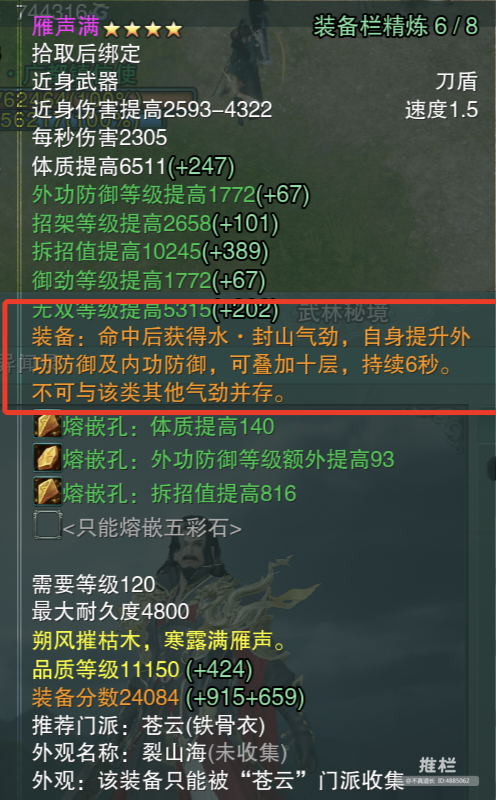 744316
雁声满
装备栏精炼 6 / 8
拾取后绑定
近身武器 刀盾
近身伤害提高2593–4322 速度1.5
每秒伤害2305
体质提高6511(+247)
外功防御等级提高1772(+67)
招架等级提高2658(+101)
拆招值提高10245(+389)
御劲等级提高1772(+67)
无双等级提高5315(+202) 武林秘境
装备：命中后获得水·封山气劲，自身提升外
功防御及内功防御，可叠加十层，持续6秒。
不可与该类其他气劲并存。
熔嵌孔：体质提高140
熔嵌孔：外功防御等级额外提高93
熔嵌孔：拆招值提高816
<只能熔嵌五彩石>
需要等级120
最大耐久度4800
朔风摧枯木，寒露满雁声。
品质等级11150 (+424)
装备分数24084 (+915+659)
推荐门派：苍云(铁骨衣)
外观名称：裂山海(未收集)
外观：该装备只能被“苍云”门派收集
推栏
@不真道长 ID:4885062